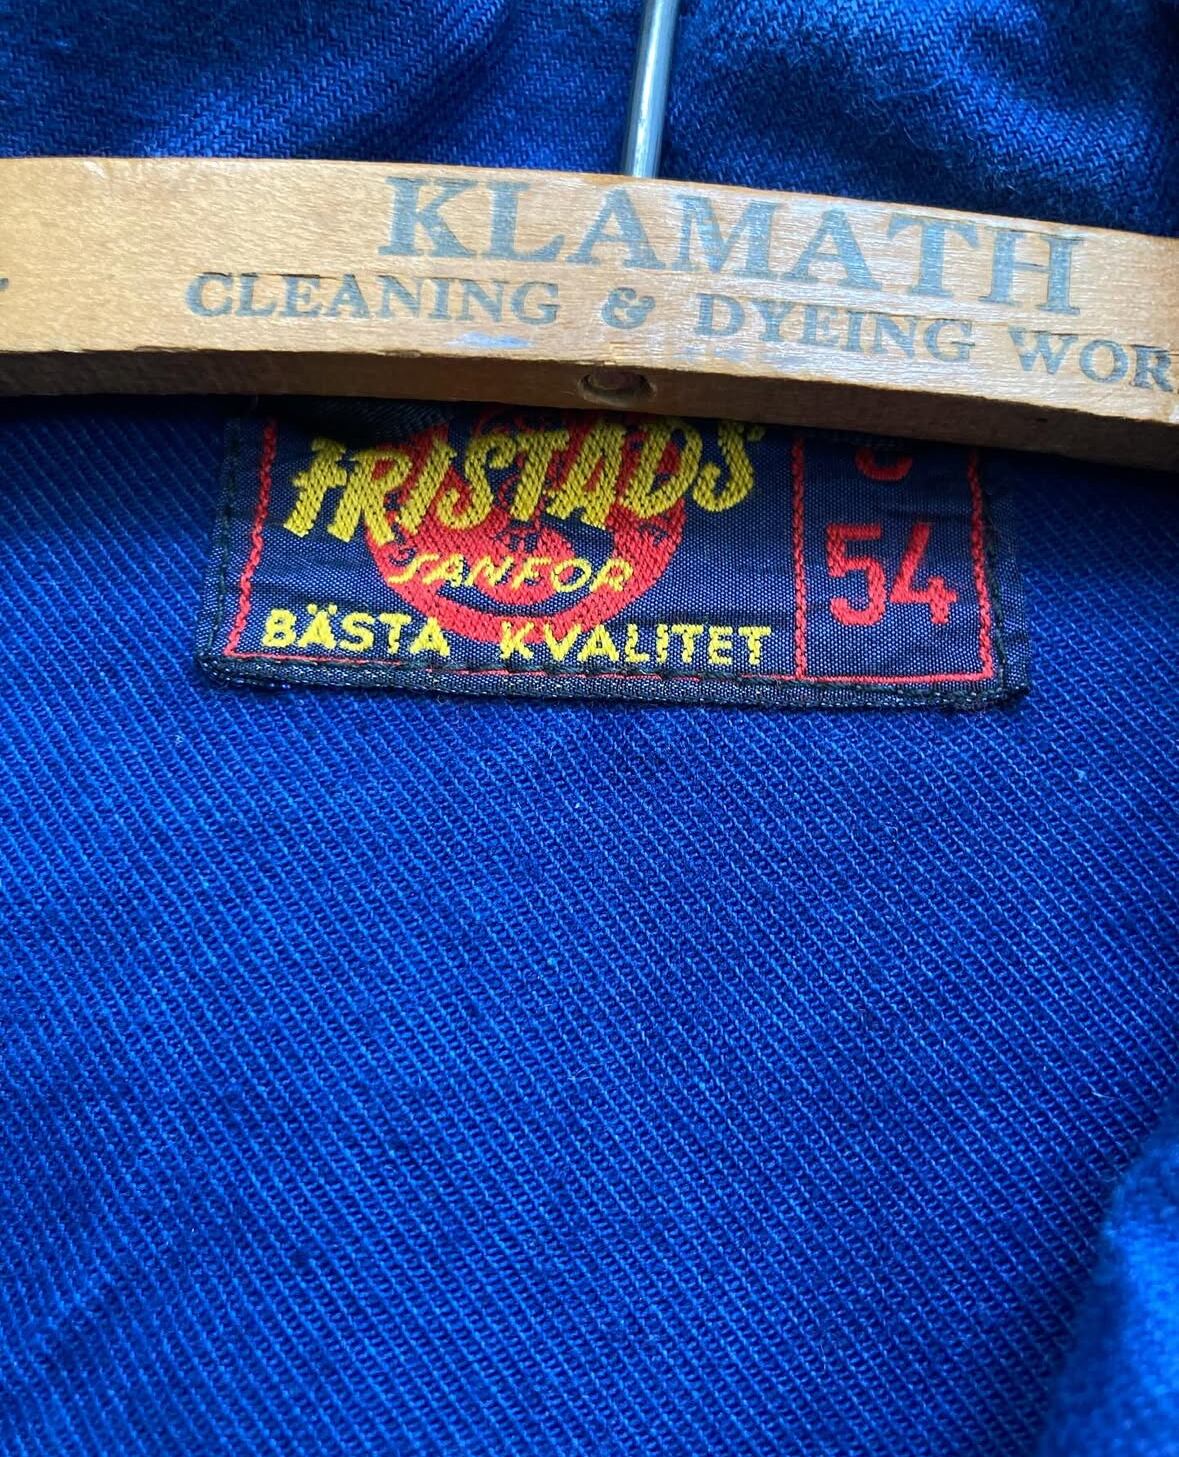 KLAMATH
CLEANING & DYEING WOR
FRISTADS
SANFOR
BÄSTA KVALITET
C
54